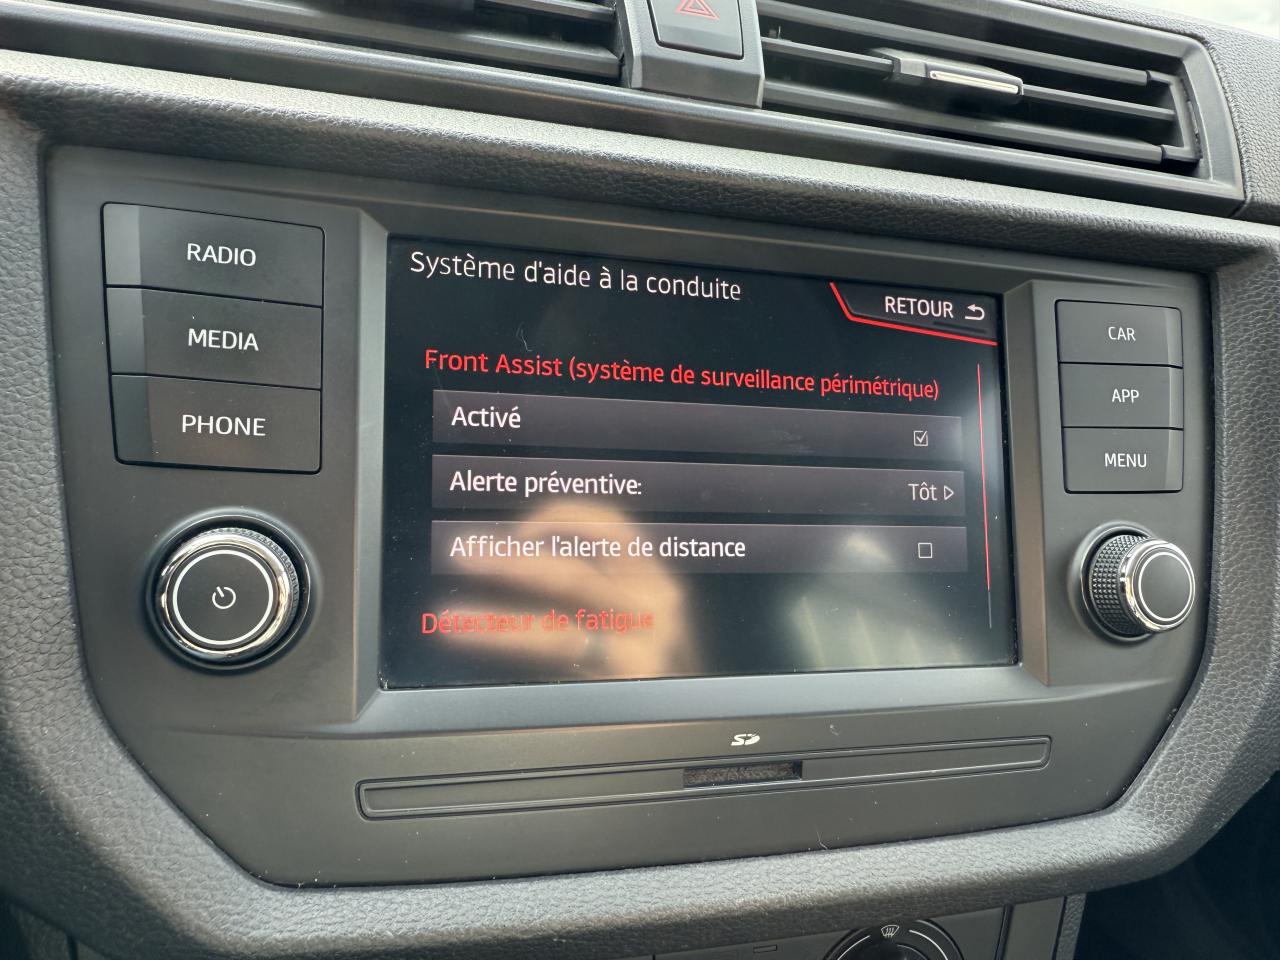 RADIO
MEDIA
PHONE
Système d'aide à la conduite
RETOUR
Front Assist (système de surveillance périmétrique)
Activé
Alerte préventive:
Tôt
Afficher l'alerte de distance
Détecteur de fatigue
CAR
APP
MENU
SD